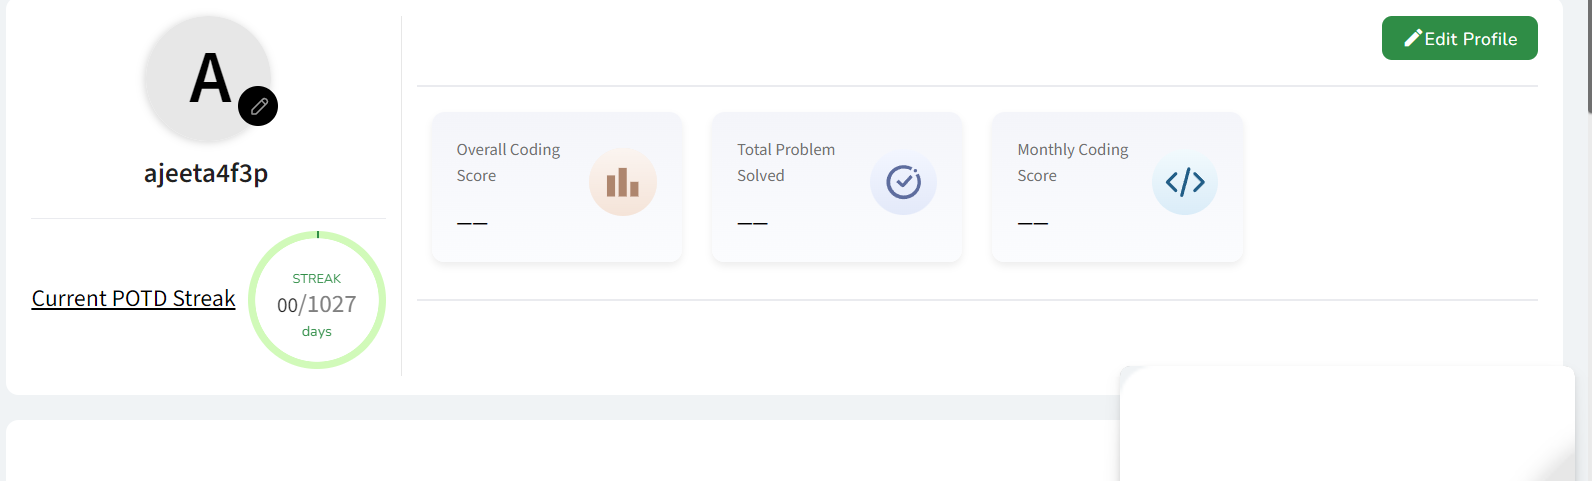 A
ajeeta4f3p
Current POTD Streak
STREAK
00/1027
days
Edit Profile
Overall Coding
Score
__
Total Problem
Solved
__
Monthly Coding
Score
__